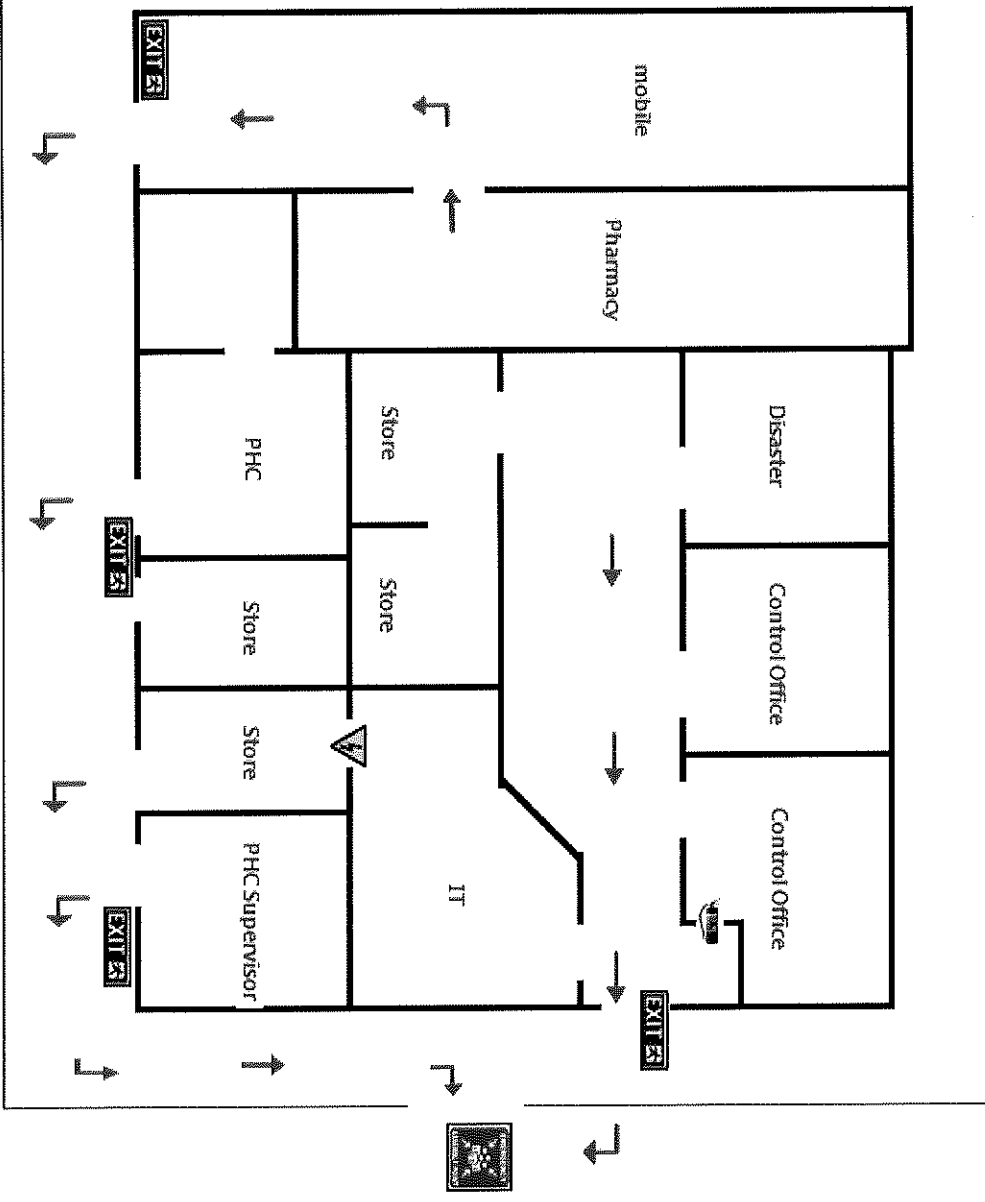 mobile
Pharmacy
Disaster
Control Office
Control Office
Store
Store
IT
PHC
Store
Store
PHC Supervisor
EXIT
EXIT
EXIT
EXIT